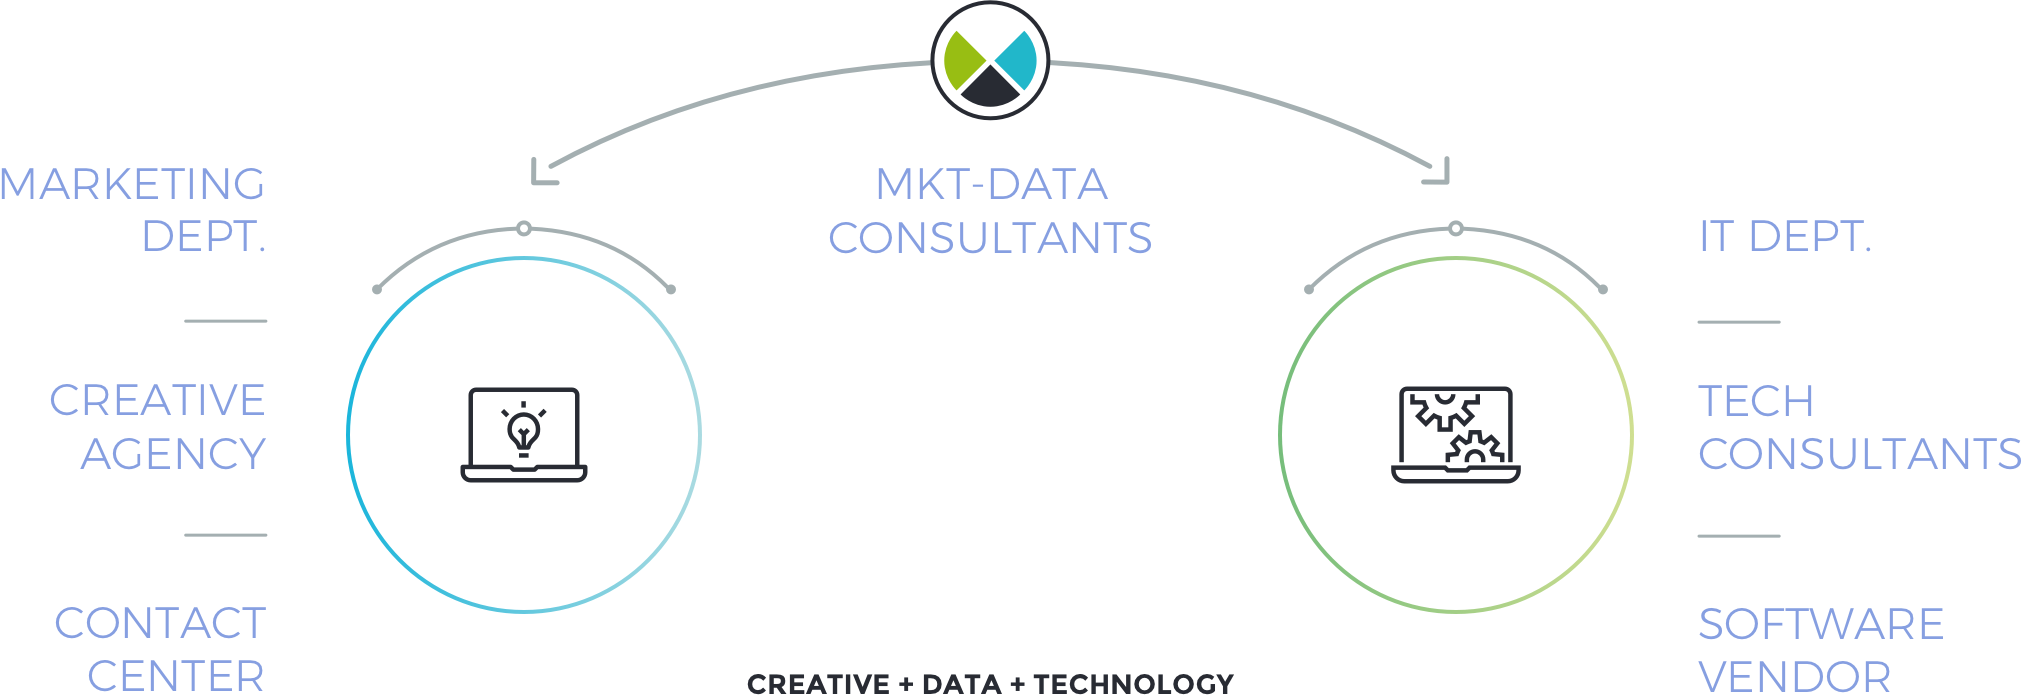 MARKETING
DEPT.
CREATIVE
AGENCY
CONTACT
CENTER
MKT-DATA
CONSULTANTS
IT DEPT.
TECH
CONSULTANTS
SOFTWARE
VENDOR
CREATIVE + DATA + TECHNOLOGY